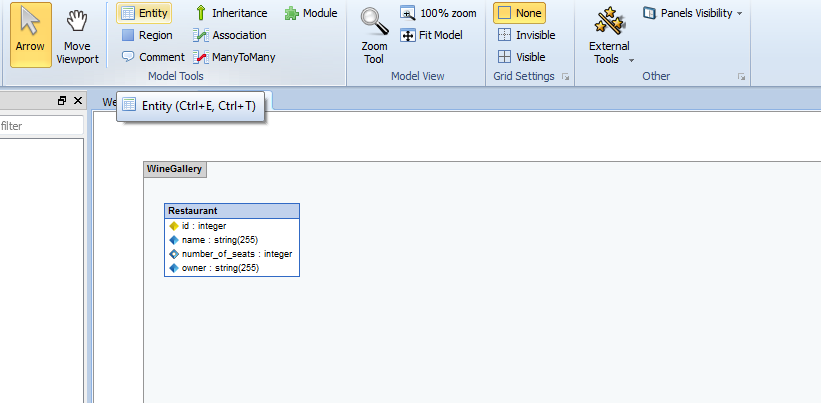 Arrow
Move Viewport
Entity
Region
Comment
Inheritance
Association
ManyToMany
Module
Model Tools
Zoom Tool
100% zoom
Fit Model
Model View
None
Invisible
Visible
Grid Settings
External Tools
Panels Visibility
Other
filter
We
Entity (Ctrl+E, Ctrl+T)
WineGallery
Restaurant
id : integer
name : string(255)
number_of_seats : integer
owner : string(255)